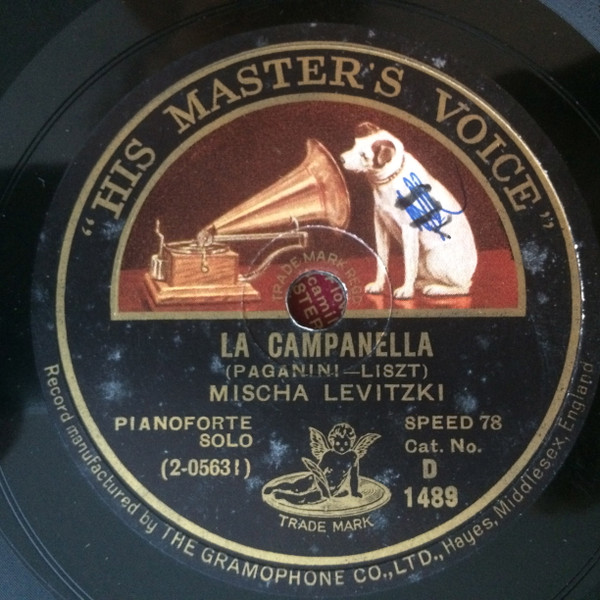 "HIS MASTER'S VOICE"
TRADE MARK REGD
LA CAMPANELLA
(PAGANINI—LISZT)
MISCHA LEVITZKI
PIANOFORTE
SOLO
(2-05631)
SPEED 78
Cat. No.
D
1489
TRADE MARK
Record manufactured by THE GRAMOPHONE CO., LTD., Hayes, Middlesex, England.